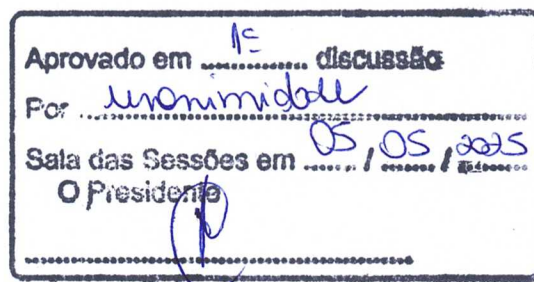 Aprovado em 1ª discussão
Por unanimidade
Sala das Sessões em 05 / 05 / 2025
O Presidente